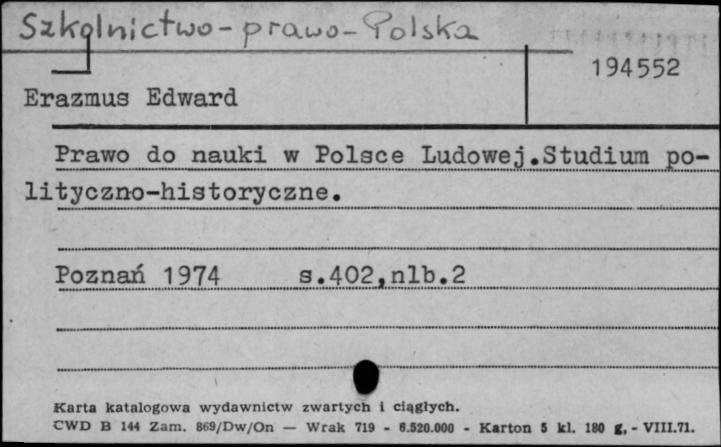 Szkolnictwo - prawo - Polska
194552
Erazmus Edward
Prawo do nauki w Polsce Ludowej.Studium po-
lityczno-historyczne.
Poznań 1974 s.402,nlb.2
Karta katalogowa wydawnictw zwartych i ciągłych.
CWD B 144 Zam. 869/Dw/On — Wrak 719 - 6.520.000 - Karton 5 kl. 180 g. - VIII.71.